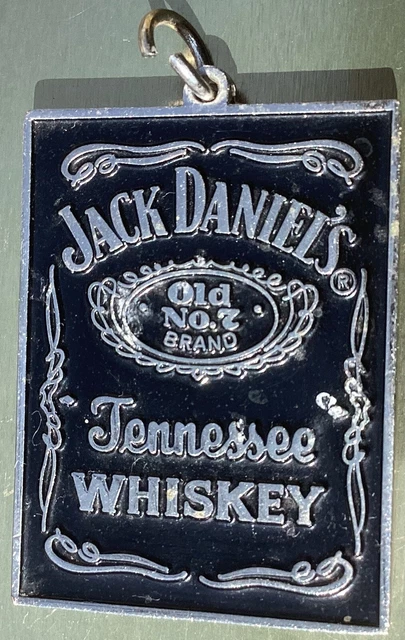 JACK DANIEL'S ®
Old
No. 7
BRAND
Tennessee
WHISKEY